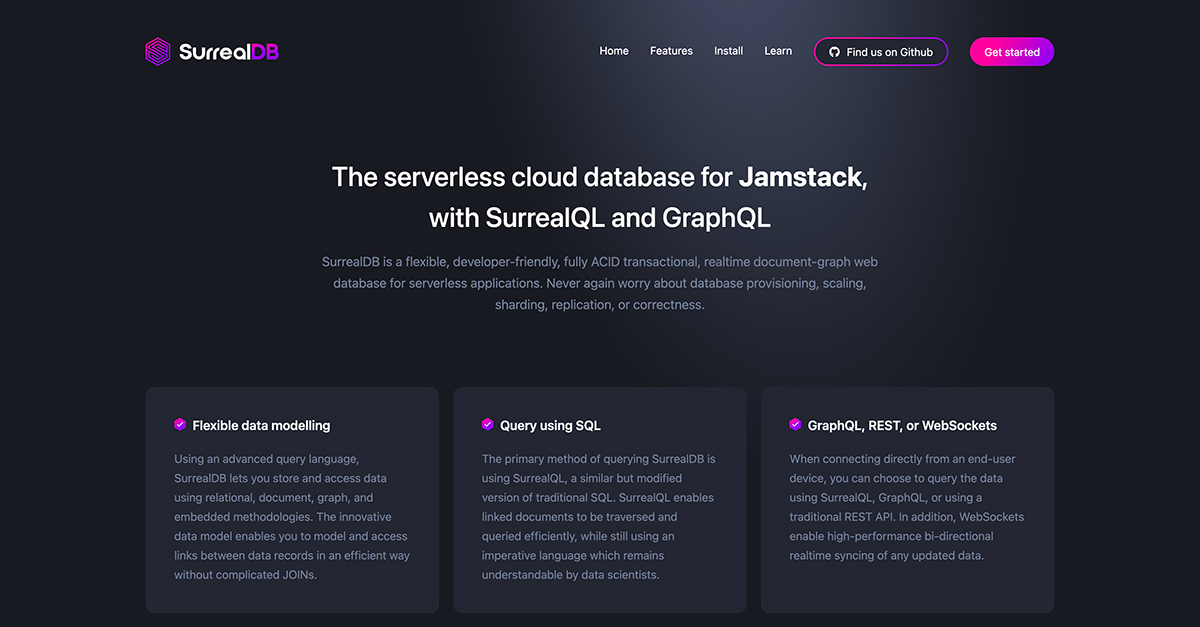 SurrealDB
Home Features Install Learn Find us on Github Get started
The serverless cloud database for Jamstack,
with SurrealQL and GraphQL
SurrealDB is a flexible, developer-friendly, fully ACID transactional, realtime document-graph web
database for serverless applications. Never again worry about database provisioning, scaling,
sharding, replication, or correctness.
Flexible data modelling
Using an advanced query language,
SurrealDB lets you store and access data
using relational, document, graph, and
embedded methodologies. The innovative
data model enables you to model and access
links between data records in an efficient way
without complicated JOINs.
Query using SQL
The primary method of querying SurrealDB is
using SurrealQL, a similar but modified
version of traditional SQL. SurrealQL enables
linked documents to be traversed and
queried efficiently, while still using an
imperative language which remains
understandable by data scientists.
GraphQL, REST, or WebSockets
When connecting directly from an end-user
device, you can choose to query the data
using SurrealQL, GraphQL, or using a
traditional REST API. In addition, WebSockets
enable high-performance bi-directional
realtime syncing of any updated data.